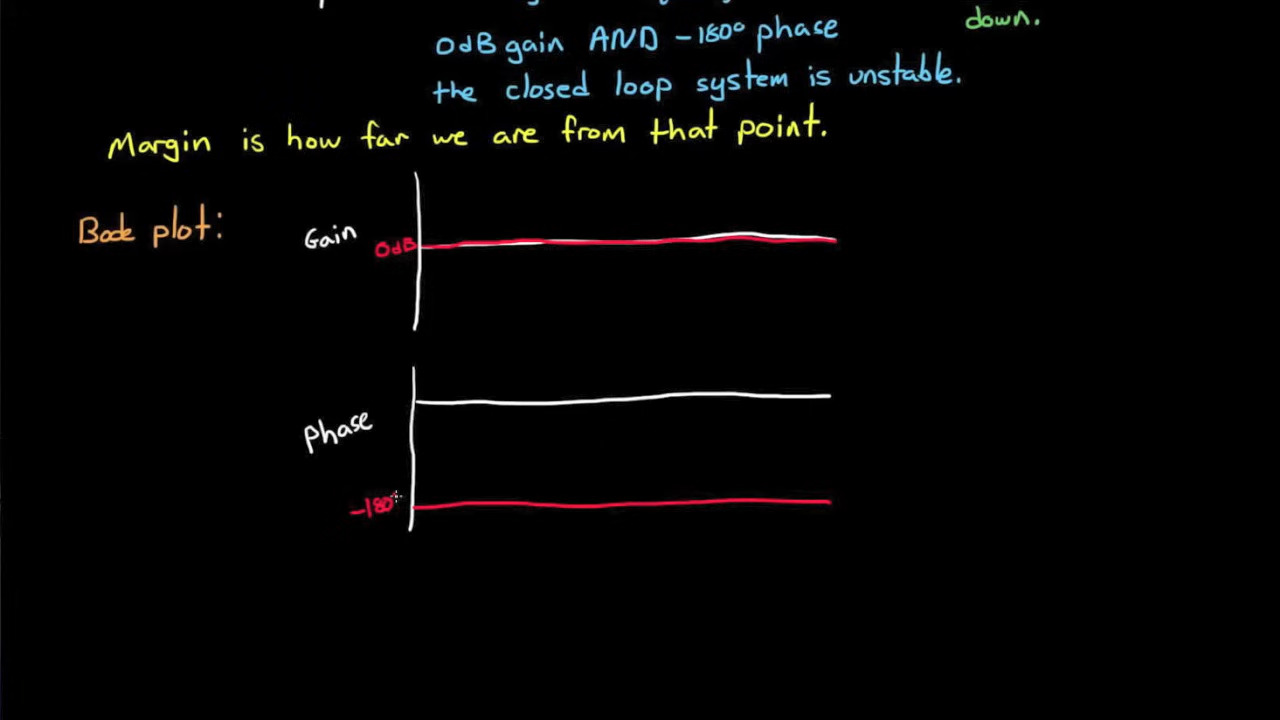 0dB gain AND -180° phase
down.
the closed loop system is unstable.
Margin is how far we are from that point.
Bode plot:
Gain
0dB
Phase
-180°